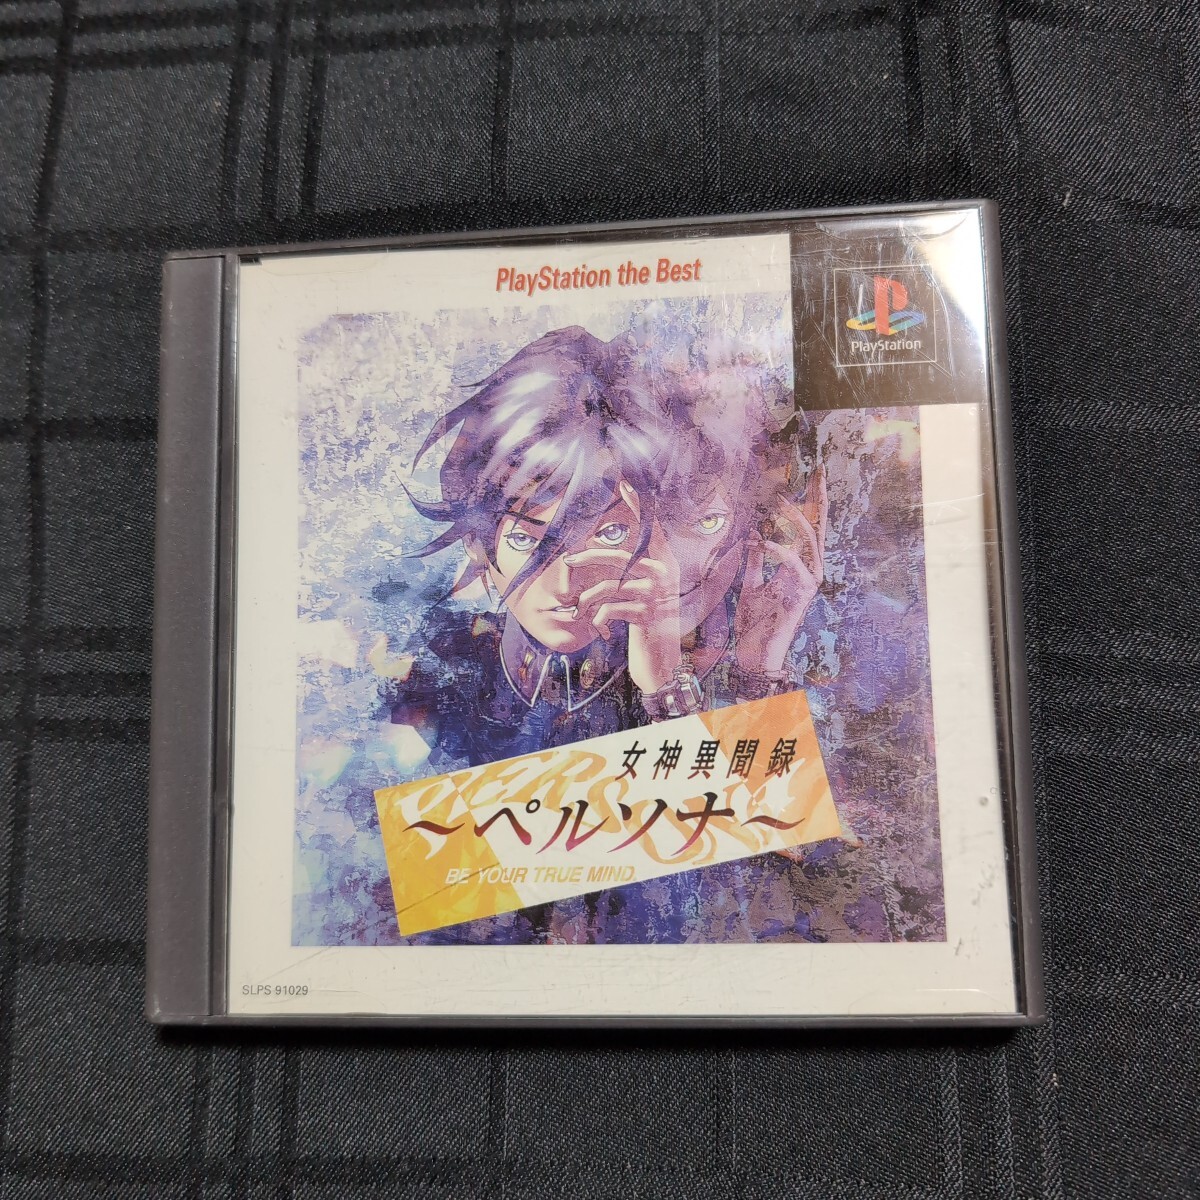 PlayStation the Best
PlayStation
女神異聞録
PERSONA
～ペルソナ～
BE YOUR TRUE MIND.
SLPS 91029